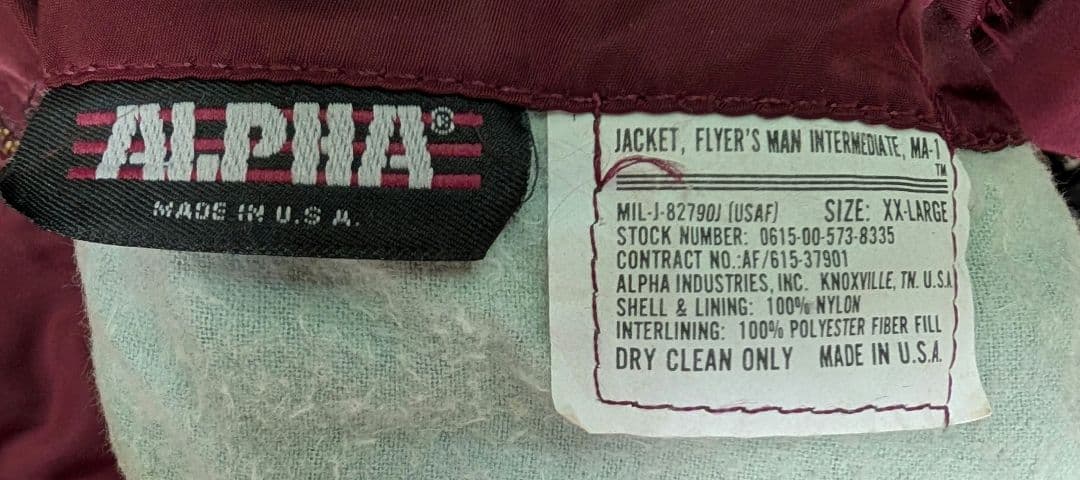 ALPHA®
MADE IN U.S.A.
JACKET, FLYER'S MAN INTERMEDIATE, MA-1
TM
MIL-J-82790J (USAF) SIZE: XX-LARGE
STOCK NUMBER: 0615-00-573-8335
CONTRACT NO.:AF/615-37901
ALPHA INDUSTRIES, INC. KNOXVILLE, TN. U.S.A
SHELL & LINING: 100% NYLON
INTERLINING: 100% POLYESTER FIBER FILL
DRY CLEAN ONLY MADE IN U.S.A.